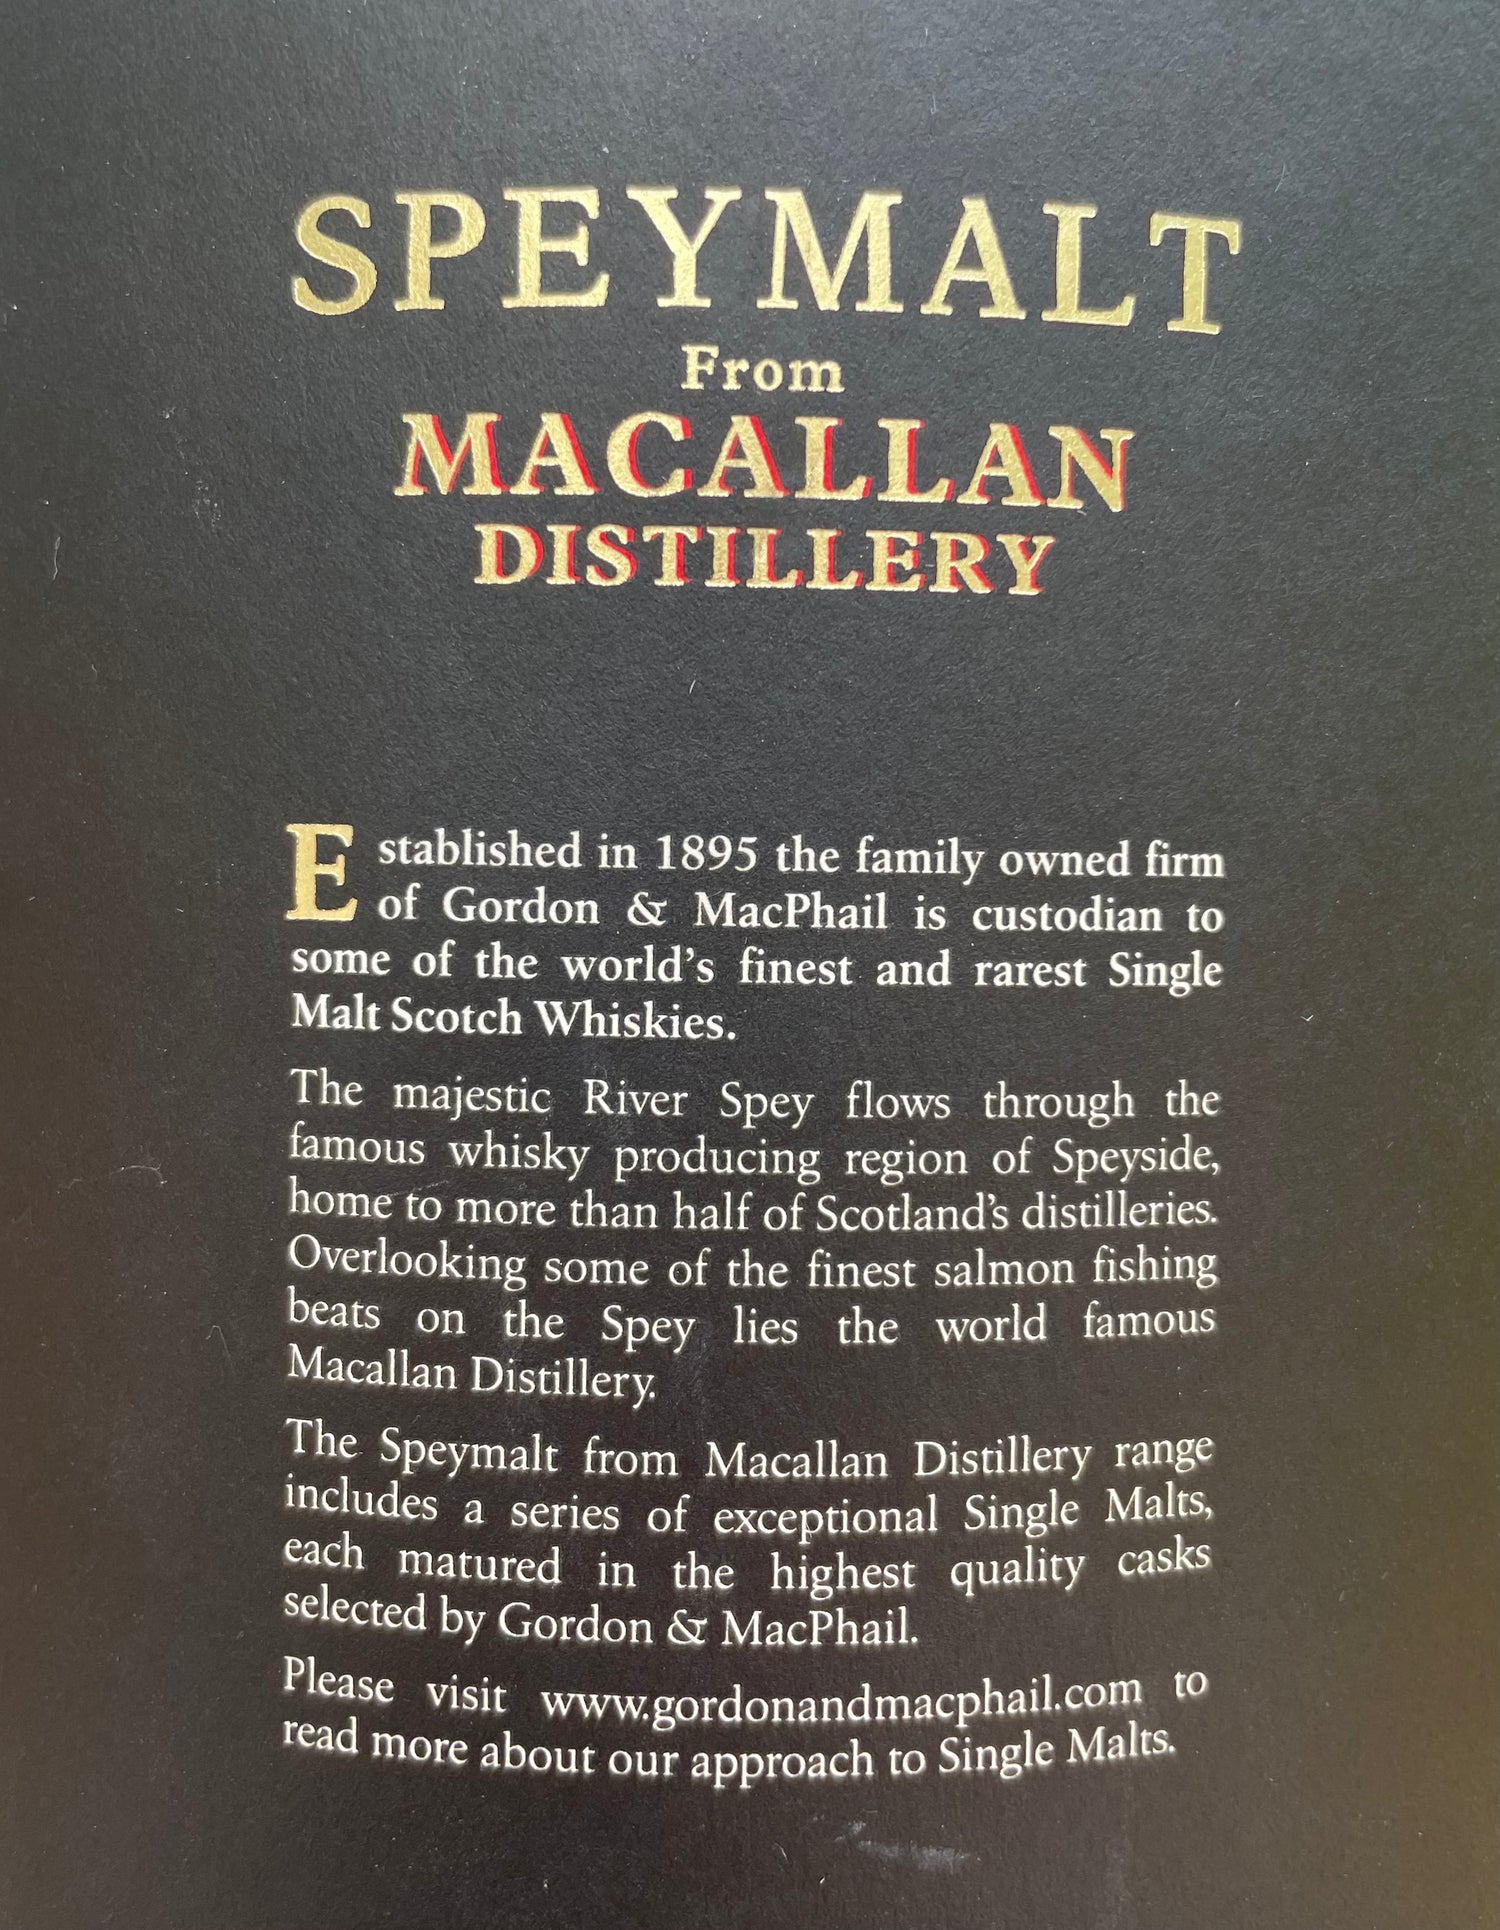 SPEYMALT
From
MACALLAN
DISTILLERY
Established in 1895 the family owned firm
of Gordon & MacPhail is custodian to
some of the world's finest and rarest Single
Malt Scotch Whiskies.
The majestic River Spey flows through the
famous whisky producing region of Speyside,
home to more than half of Scotland's distilleries.
Overlooking some of the finest salmon fishing
beats on the Spey lies the world famous
Macallan Distillery.
The Speymalt from Macallan Distillery range
includes a series of exceptional Single Malts,
each matured in the highest quality casks
selected by Gordon & MacPhail.
Please visit www.gordonandmacphail.com to
read more about our approach to Single Malts.